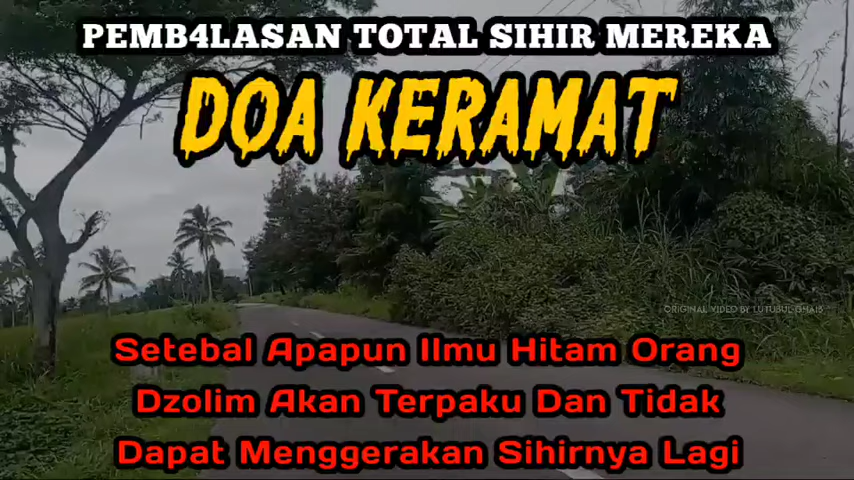 PEMB4LASAN TOTAL SIHIR MEREKA
DOA KERAMAT
ORIGINAL VIDEO BY LUTUBUL GHAIB
Setebal Apapun Ilmu Hitam Orang
Dzolim Akan Terpaku Dan Tidak
Dapat Menggerakan Sihirnya Lagi